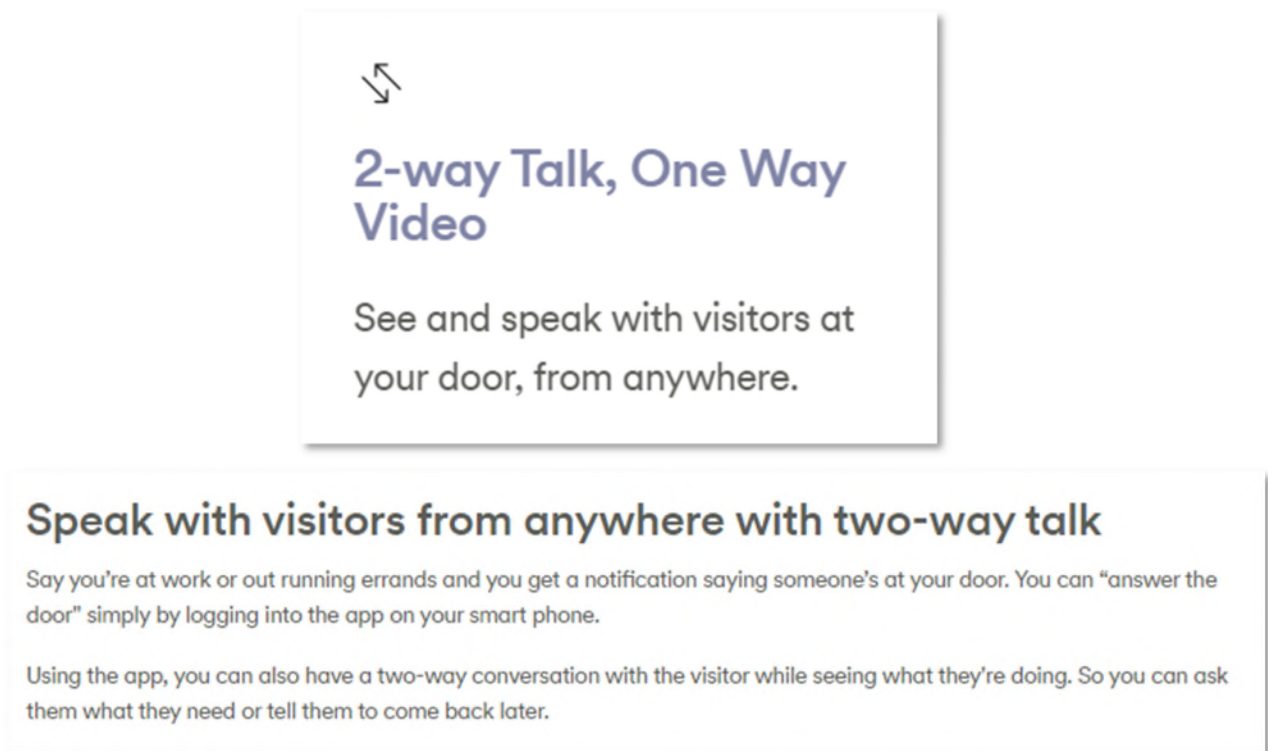 2-way Talk, One Way
Video
See and speak with visitors at
your door, from anywhere.
Speak with visitors from anywhere with two-way talk
Say you’re at work or out running errands and you get a notification saying someone’s at your door. You can “answer the
door" simply by logging into the app on your smart phone.
Using the app, you can also have a two-way conversation with the visitor while seeing what they’re doing. So you can ask
them what they need or tell them to come back later.